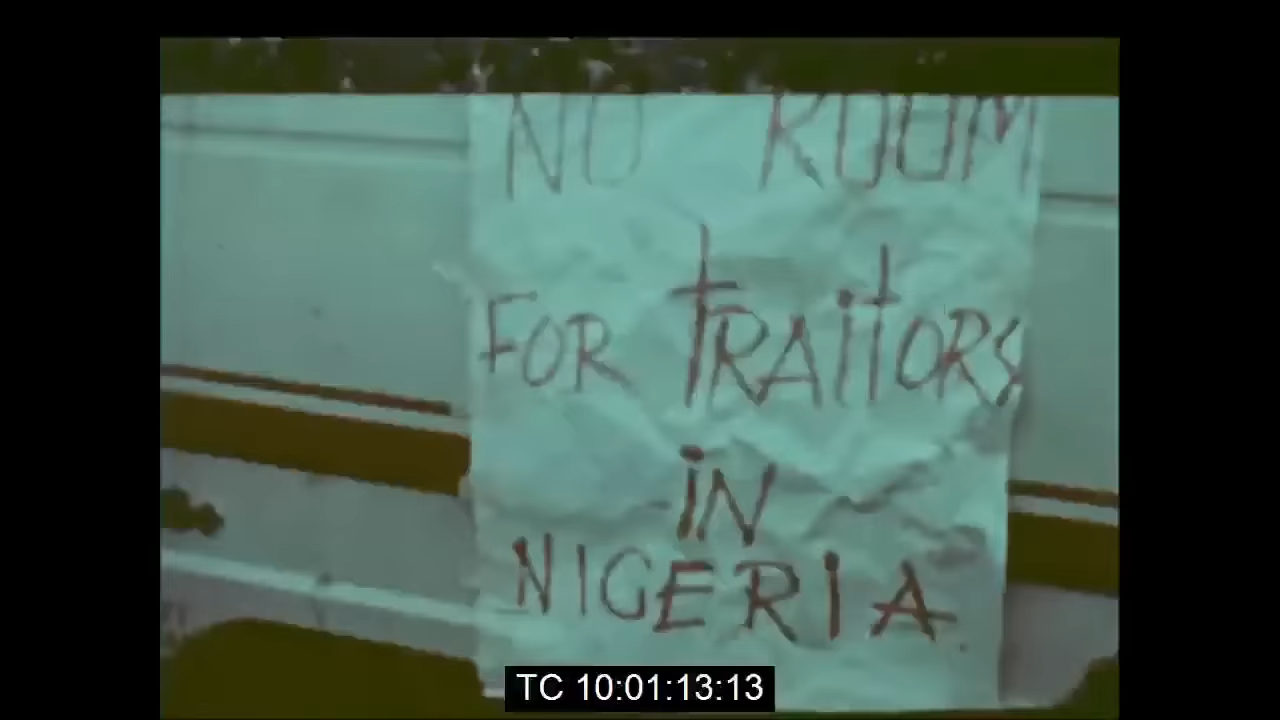 NO ROOM
FOR TRAiTORS
iN
NIGERIA
TC 10:01:13:13